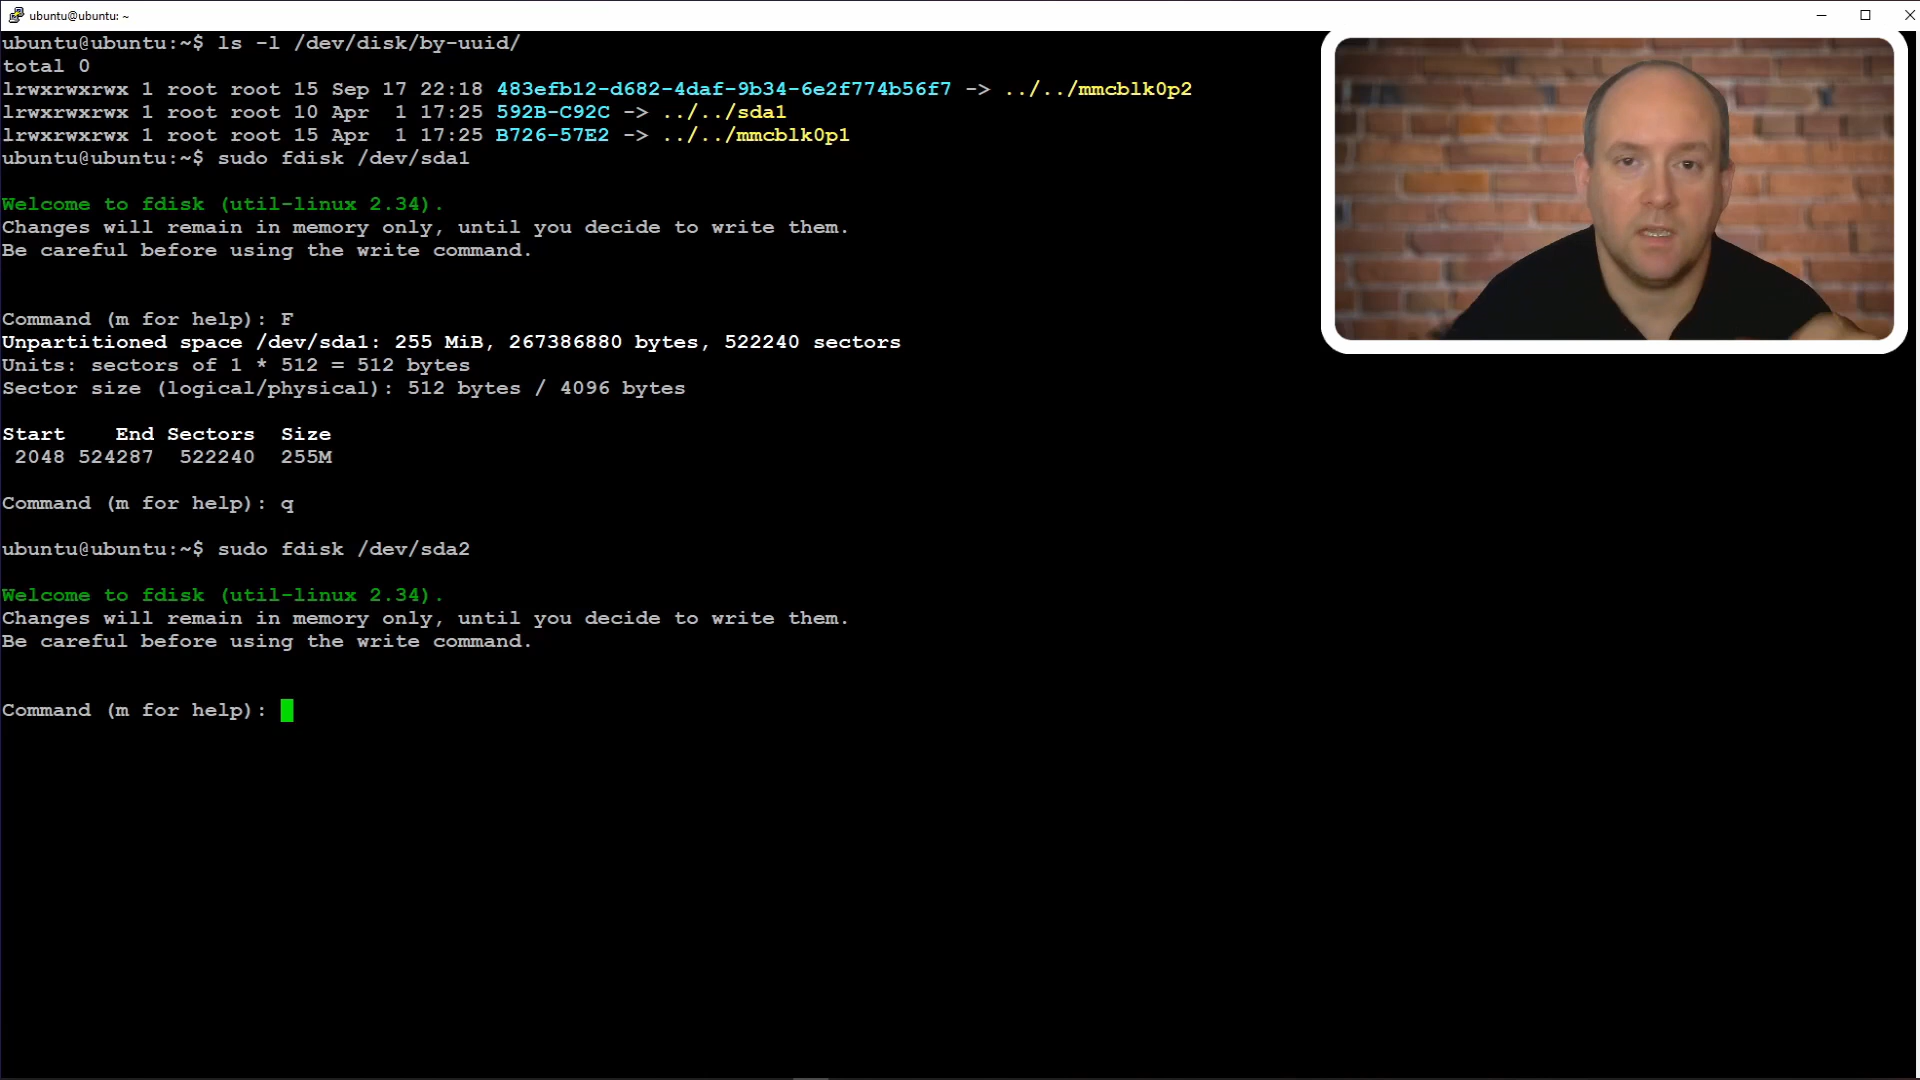 ubuntu@ubuntu: ~
ubuntu@ubuntu:~$ ls -l /dev/disk/by-uuid/
total 0
lrwxrwxrwx 1 root root 15 Sep 17 22:18 483efb12-d682-4daf-9b34-6e2f774b56f7 -> ../../mmcblk0p2
lrwxrwxrwx 1 root root 10 Apr  1 17:25 592B-C92C -> ../../sda1
lrwxrwxrwx 1 root root 15 Apr  1 17:25 B726-57E2 -> ../../mmcblk0p1
ubuntu@ubuntu:~$ sudo fdisk /dev/sda1
Welcome to fdisk (util-linux 2.34).
Changes will remain in memory only, until you decide to write them.
Be careful before using the write command.
Command (m for help): F
Unpartitioned space /dev/sda1: 255 MiB, 267386880 bytes, 522240 sectors
Units: sectors of 1 * 512 = 512 bytes
Sector size (logical/physical): 512 bytes / 4096 bytes
Start    End Sectors  Size
 2048 524287  522240  255M
Command (m for help): q
ubuntu@ubuntu:~$ sudo fdisk /dev/sda2
Welcome to fdisk (util-linux 2.34).
Changes will remain in memory only, until you decide to write them.
Be careful before using the write command.
Command (m for help):